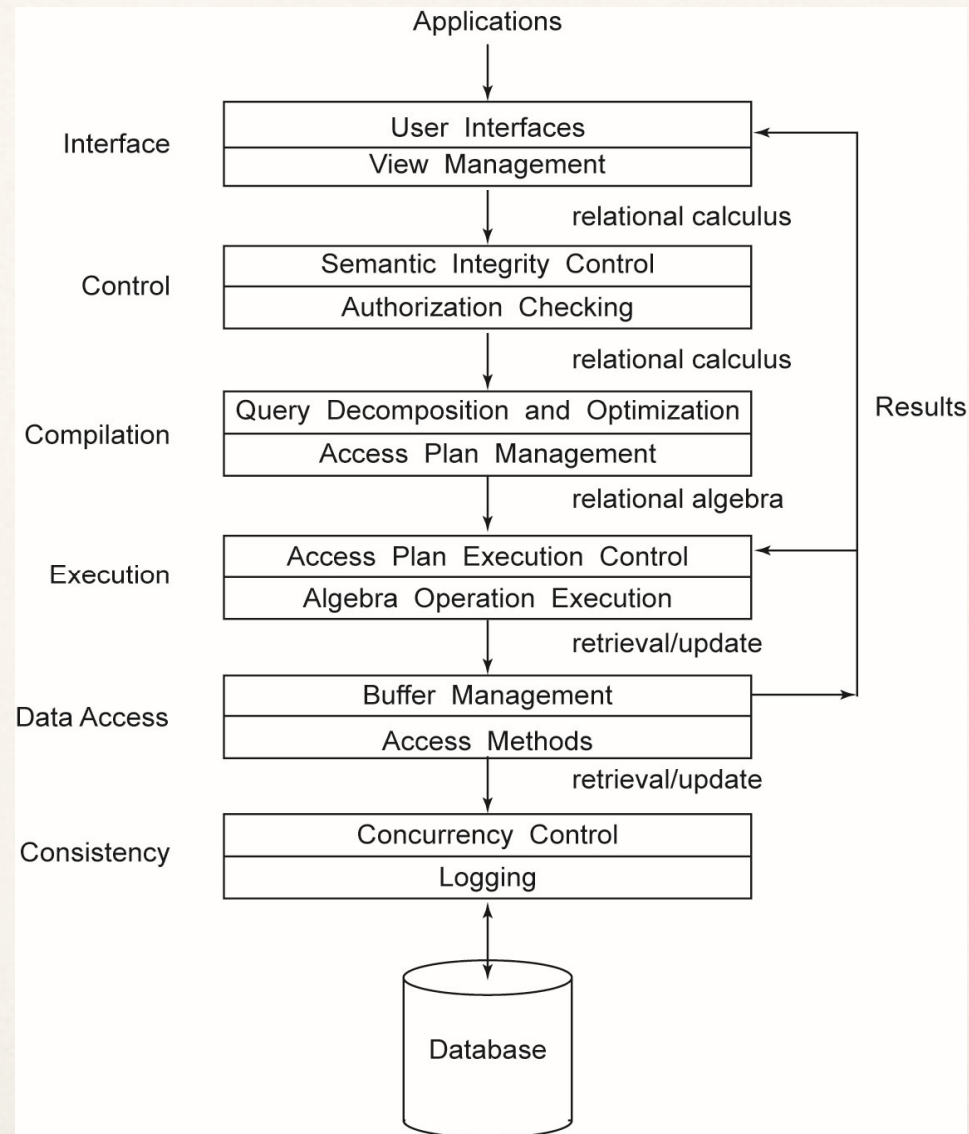 Applications
Interface
User Interfaces
View Management
relational calculus
Control
Semantic Integrity Control
Authorization Checking
relational calculus
Compilation
Query Decomposition and Optimization
Access Plan Management
Results
relational algebra
Execution
Access Plan Execution Control
Algebra Operation Execution
retrieval/update
Data Access
Buffer Management
Access Methods
retrieval/update
Consistency
Concurrency Control
Logging
Database